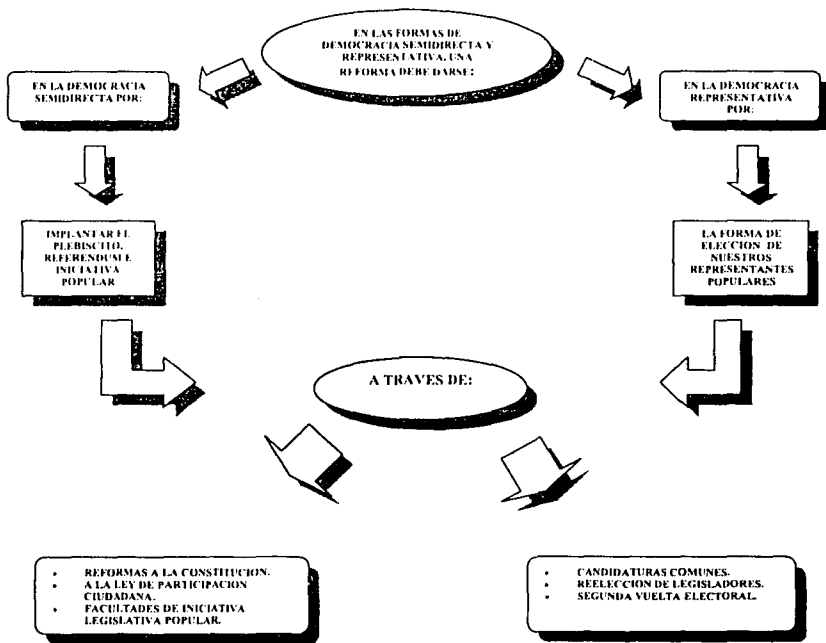 EN LAS FORMAS DE
DEMOCRACIA SEMIDIRECTA Y
REPRESENTATIVA, UNA
REFORMA DEBE DARSE:
EN LA DEMOCRACIA
SEMIDIRECTA POR:
EN LA DEMOCRACIA
REPRESENTATIVA
POR:
IMPLANTAR EL
PLEBISCITO,
REFERENDUM E
INICIATIVA
POPULAR
LA FORMA DE
ELECCION DE
NUESTROS
REPRESENTANTES
POPULARES
A TRAVES DE:
• REFORMAS A LA CONSTITUCION.
• A LA LEY DE PARTICIPACION
CIUDADANA.
• FACULTADES DE INICIATIVA
LEGISLATIVA POPULAR.
• CANDIDATURAS COMUNES.
• REELECCION DE LEGISLADORES.
• SEGUNDA VUELTA ELECTORAL.